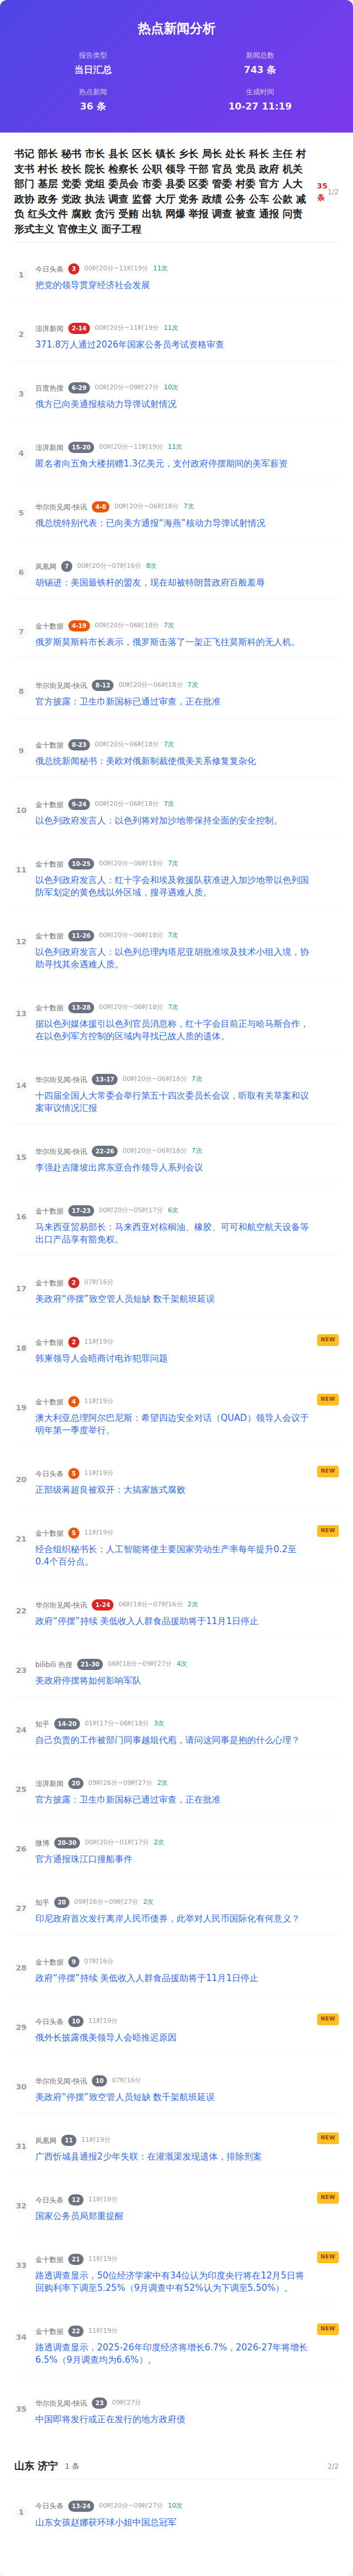 热点新闻分析
报告类型
当日汇总
新闻总数
743 条
热点新闻
36 条
生成时间
10-27 11:19
书记 部长 秘书 市长 县长 区长 镇长 乡长 局长 处长 科长 主任 村
支书 村长 校长 院长 检察长 公职 领导 干部 官员 党员 政府 机关
部门 基层 党委 党组 委员会 市委 县委 区委 管委 村委 官方 人大
政协 政务 党政 执法 调查 监督 大厅 党务 政绩 公务 公车 公款 减
负 红头文件 腐败 贪污 受贿 出轨 网爆 举报 调查 被查 通报 问责
形式主义 官僚主义 面子工程
35 条
1/2
1
今日头条 3 00时20分~11时19分 11次
把党的领导贯穿经济社会发展
2
澎湃新闻 2-14 00时20分~11时19分 11次
371.8万人通过2026年国家公务员考试资格审查
3
百度热搜 6-29 00时20分~09时27分 10次
俄方已向美通报核动力导弹试射情况
4
澎湃新闻 15-20 00时20分~11时19分 11次
匿名者向五角大楼捐赠1.3亿美元，支付政府停摆期间的美军薪资
5
华尔街见闻-快讯 4-8 00时20分~06时18分 7次
俄总统特别代表：已向美方通报“海燕”核动力导弹试射情况
6
凤凰网 7 00时20分~07时16分 8次
胡锡进：美国最铁杆的盟友，现在却被特朗普政府百般羞辱
7
金十数据 4-19 00时20分~06时18分 7次
俄罗斯莫斯科市长表示，俄罗斯击落了一架正飞往莫斯科的无人机。
8
华尔街见闻-快讯 8-12 00时20分~06时18分 7次
官方披露：卫生巾新国标已通过审查，正在批准
9
金十数据 8-23 00时20分~06时18分 7次
俄总统新闻秘书：美欧对俄新制裁使俄美关系修复复杂化
10
金十数据 9-24 00时20分~06时18分 7次
以色列政府发言人：以色列将对加沙地带保持全面的安全控制。
11
金十数据 10-25 00时20分~06时18分 7次
以色列政府发言人：红十字会和埃及救援队获准进入加沙地带以色列国
防军划定的黄色线以外区域，搜寻遇难人质。
12
金十数据 11-26 00时20分~06时18分 7次
以色列政府发言人：以色列总理内塔尼亚胡批准埃及技术小组入境，协
助寻找其余遇难人质。
13
金十数据 13-28 00时20分~06时18分 7次
据以色列媒体援引以色列官员消息称，红十字会目前正与哈马斯合作，
在以色列军方控制的区域内寻找已故人质的遗体。
14
华尔街见闻-快讯 13-17 00时20分~06时18分 7次
十四届全国人大常委会举行第五十四次委员长会议，听取有关草案和议
案审议情况汇报
15
华尔街见闻-快讯 22-26 00时20分~06时18分 7次
李强赴吉隆坡出席东亚合作领导人系列会议
16
金十数据 17-23 00时20分~05时17分 6次
马来西亚贸易部长：马来西亚对棕榈油、橡胶、可可和航空航天设备等
出口产品享有豁免权。
17
金十数据 2 07时16分
美政府“停摆”致空管人员短缺 数千架航班延误
18
金十数据 2 11时19分
NEW
韩柬领导人会晤商讨电诈犯罪问题
19
金十数据 4 11时19分
NEW
澳大利亚总理阿尔巴尼斯：希望四边安全对话（QUAD）领导人会议于
明年第一季度举行。
20
今日头条 5 11时19分
NEW
正部级蒋超良被双开：大搞家族式腐败
21
金十数据 5 11时19分
NEW
经合组织秘书长：人工智能将使主要国家劳动生产率每年提升0.2至
0.4个百分点。
22
华尔街见闻-快讯 1-24 06时18分~07时16分 2次
政府“停摆”持续 美低收入人群食品援助将于11月1日停止
23
bilibili 热搜 21-30 06时18分~09时27分 4次
美政府停摆将如何影响军队
24
知乎 14-20 01时17分~06时18分 3次
自己负责的工作被部门同事越俎代庖，请问这同事是抱的什么心理？
25
澎湃新闻 20 09时26分~09时27分 2次
官方披露：卫生巾新国标已通过审查，正在批准
26
微博 20-30 00时20分~01时17分 2次
官方通报珠江口撞船事件
27
知乎 20 09时26分~09时27分 2次
印尼政府首次发行离岸人民币债券，此举对人民币国际化有何意义？
28
金十数据 9 07时16分
政府“停摆”持续 美低收入人群食品援助将于11月1日停止
29
今日头条 10 11时19分
NEW
俄外长披露俄美领导人会晤推迟原因
30
华尔街见闻-快讯 10 07时16分
美政府“停摆”致空管人员短缺 数千架航班延误
31
凤凰网 11 11时19分
NEW
广西忻城县通报2少年失联：在灌溉渠发现遗体，排除刑案
32
今日头条 12 11时19分
NEW
国家公务员局郑重提醒
33
金十数据 21 11时19分
NEW
路透调查显示，50位经济学家中有34位认为印度央行将在12月5日将
回购利率下调至5.25%（9月调查中有52%认为下调至5.50%）。
34
金十数据 22 11时19分
NEW
路透调查显示，2025-26年印度经济将增长6.7%，2026-27年将增长
6.5%（9月调查均为6.6%）。
35
华尔街见闻-快讯 23 09时27分
中国即将发行或正在发行的地方政府债
山东 济宁 1 条
2/2
1
今日头条 13-24 00时20分~09时27分 10次
山东女孩赵娜获环球小姐中国总冠军